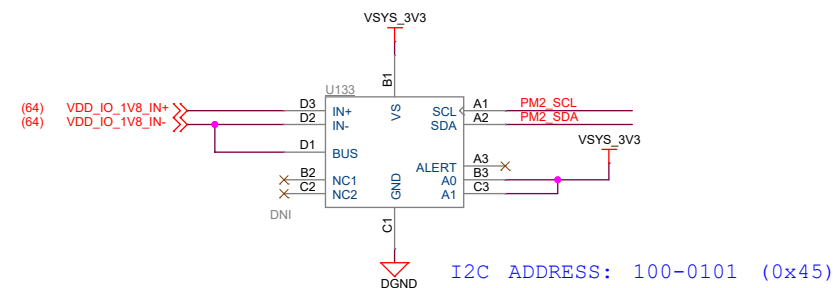 VSYS_3V3
B1
U133
(64) VDD_IO_1V8_IN+ D3 IN+ VS SCL A1 PM2_SCL
(64) VDD_IO_1V8_IN- D2 IN- SDA A2 PM2_SDA
VSYS_3V3
D1 BUS
ALERT A3
B2 NC1 A0 B3
C2 NC2 GND A1 C3
DNI
C1
I2C ADDRESS: 100-0101 (0x45)
DGND